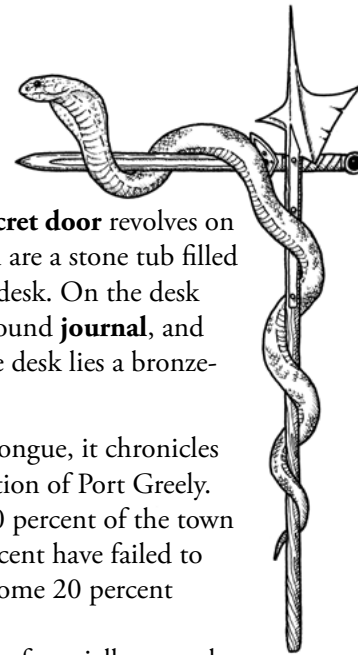 cret door revolves on
are a stone tub filled
desk. On the desk
ound journal, and
e desk lies a bronze-
ongue, it chronicles
tion of Port Greely.
0 percent of the town
cent have failed to
ome 20 percent